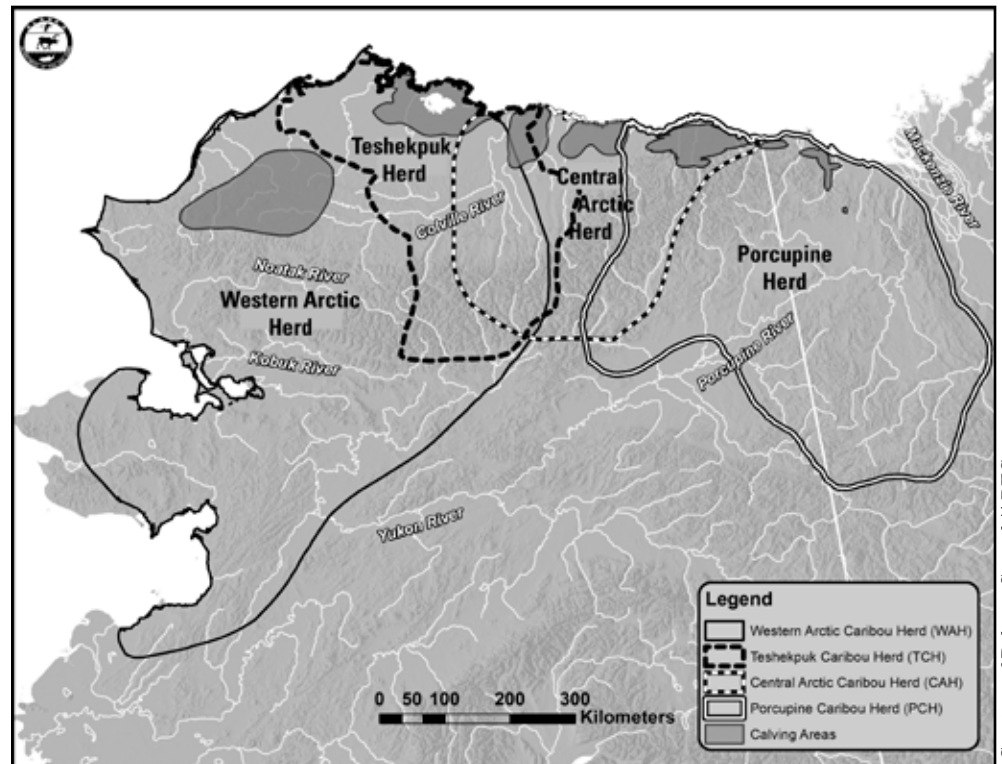 Teshekpuk
Herd
Central
Arctic
Herd
Colville River
Mackenzie River
Noatak River
Western Arctic
Herd
Porcupine
Herd
Kobuk River
Porcupine River
Yukon River
Legend
Western Arctic Caribou Herd (WAH)
Teshekpuk Caribou Herd (TCH)
Central Arctic Caribou Herd (CAH)
Porcupine Caribou Herd (PCH)
Calving Areas
0 50 100 200 300
Kilometers